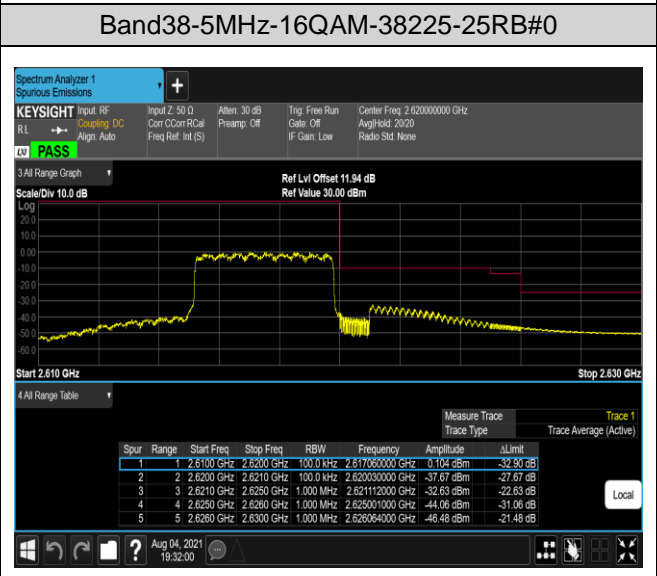 Band38-5MHz-16QAM-38225-25RB#0
Spectrum Analyzer 1
Spurious Emissions
+
KEYSIGHT Input: RF Input Z: 50 Ω Atten: 30 dB Trig: Free Run Center Freq: 2.620000000 GHz
RL Coupling: DC Corr CCorr RCal Preamp: Off Gate: Off Avg|Hold: 20/20
Align: Auto Freq Ref: Int (S) IF Gain: Low Radio Std: None
LXI PASS
3 All Range Graph
Ref Lvl Offset 11.94 dB
Scale/Div 10.0 dB Ref Value 30.00 dBm
Log
20.0
10.0
0.00
-10.0
-20.0
-30.0
-40.0
-50.0
-60.0
Start 2.610 GHz Stop 2.630 GHz
4 All Range Table
Measure Trace Trace 1
Trace Type Trace Average (Active)
Spur Range Start Freq Stop Freq RBW Frequency Amplitude ΔLimit
1 1 2.6100 GHz 2.6200 GHz 100.0 kHz 2.617060000 GHz 0.104 dBm -32.90 dB
2 2 2.6200 GHz 2.6210 GHz 100.0 kHz 2.620030000 GHz -37.67 dBm -27.67 dB
3 3 2.6210 GHz 2.6250 GHz 1.000 MHz 2.621112000 GHz -32.63 dBm -22.63 dB
4 4 2.6250 GHz 2.6260 GHz 1.000 MHz 2.625001000 GHz -44.06 dBm -31.06 dB
5 5 2.6260 GHz 2.6300 GHz 1.000 MHz 2.626064000 GHz -46.48 dBm -21.48 dB
Local
? Aug 04, 2021
19:32:00